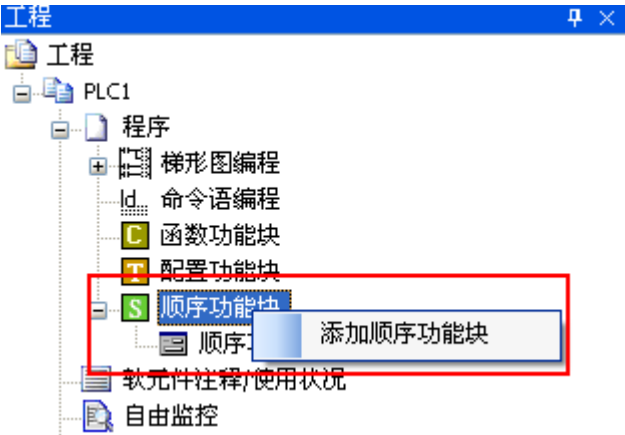 工程
工程
PLC1
程序
梯形图编程
命令语编程
C 函数功能块
T 配置功能块
S 顺序功能块
添加顺序功能块
顺序
软元件注释/使用状况
自由监控